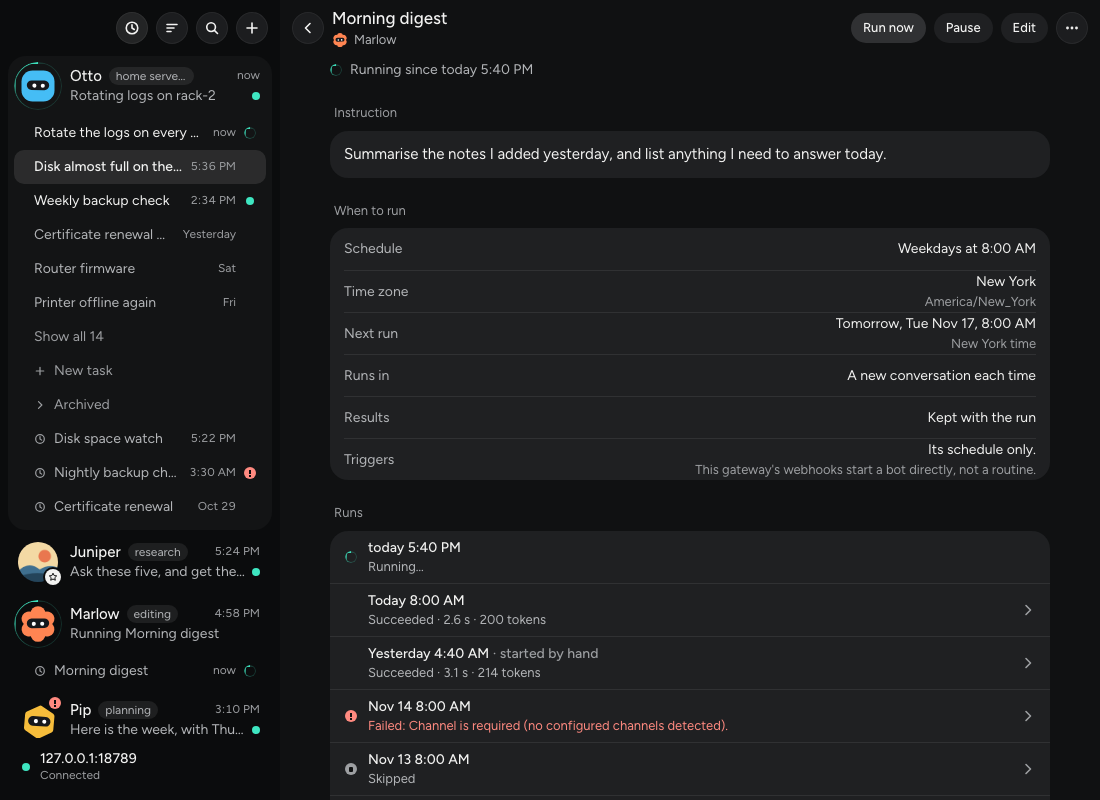 Otto
home serve...
now
Rotating logs on rack-2
Rotate the logs on every ...
now
Disk almost full on the...
5:36 PM
Weekly backup check
2:34 PM
Certificate renewal ...
Yesterday
Router firmware
Sat
Printer offline again
Fri
Show all 14
New task
Archived
Disk space watch
5:22 PM
Nightly backup ch...
3:30 AM
Certificate renewal
Oct 29
Juniper
research
5:24 PM
Ask these five, and get the...
Marlow
editing
4:58 PM
Running Morning digest
Morning digest
now
Pip
planning
3:10 PM
Here is the week, with Thu...
127.0.0.1:18789
Connected
Morning digest
Marlow
Run now
Pause
Edit
Running since today 5:40 PM
Instruction
Summarise the notes I added yesterday, and list anything I need to answer today.
When to run
Schedule
Weekdays at 8:00 AM
Time zone
New York
America/New_York
Next run
Tomorrow, Tue Nov 17, 8:00 AM
New York time
Runs in
A new conversation each time
Results
Kept with the run
Triggers
Its schedule only.
This gateway's webhooks start a bot directly, not a routine.
Runs
today 5:40 PM
Running...
Today 8:00 AM
Succeeded · 2.6 s · 200 tokens
Yesterday 4:40 AM · started by hand
Succeeded · 3.1 s · 214 tokens
Nov 14 8:00 AM
Failed: Channel is required (no configured channels detected).
Nov 13 8:00 AM
Skipped